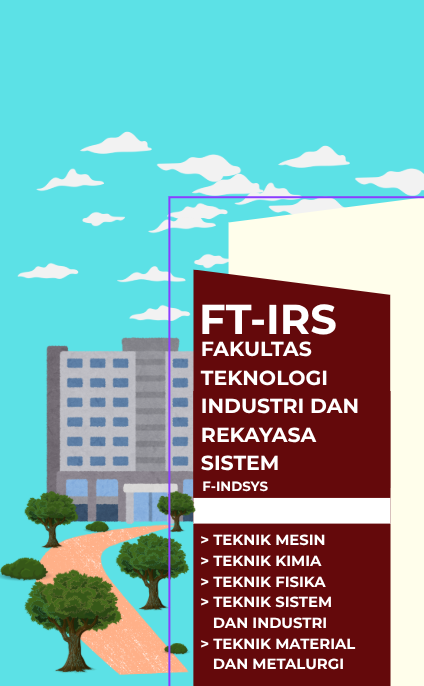 FT-IRS
FAKULTAS
TEKNOLOGI
INDUSTRI DAN
REKAYASA
SISTEM
F-INDSYS
> TEKNIK MESIN
> TEKNIK KIMIA
> TEKNIK FISIKA
> TEKNIK SISTEM
DAN INDUSTRI
> TEKNIK MATERIAL
DAN METALURGI